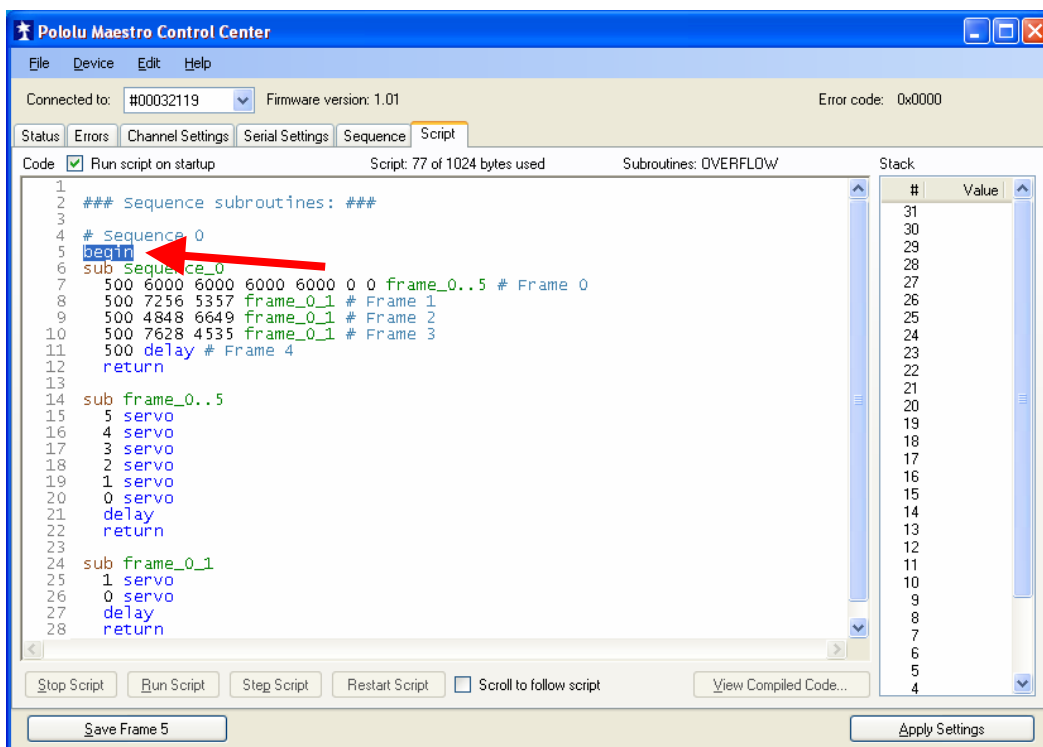 Pololu Maestro Control Center
File Device Edit Help
Connected to: #00032119 Firmware version: 1.01 Error code: 0x0000
Status Errors Channel Settings Serial Settings Sequence Script
Code Run script on startup Script: 77 of 1024 bytes used Subroutines: OVERFLOW Stack
# Value
1
2 ### Sequence subroutines: ###
3
4 # Sequence 0
5 begin
6 sub Sequence_0
7 500 6000 6000 6000 6000 0 0 frame_0..5 # Frame 0
8 500 7256 5357 frame_0_1 # Frame 1
9 500 4848 6649 frame_0_1 # Frame 2
10 500 7628 4535 frame_0_1 # Frame 3
11 500 delay # Frame 4
12 return
13
14 sub frame_0..5
15 5 servo
16 4 servo
17 3 servo
18 2 servo
19 1 servo
20 0 servo
21 delay
22 return
23
24 sub frame_0_1
25 1 servo
26 0 servo
27 delay
28 return
31
30
29
28
27
26
25
24
23
22
21
20
19
18
17
16
15
14
13
12
11
10
9
8
7
6
5
4
Stop Script Run Script Step Script Restart Script Scroll to follow script View Compiled Code...
Save Frame 5 Apply Settings